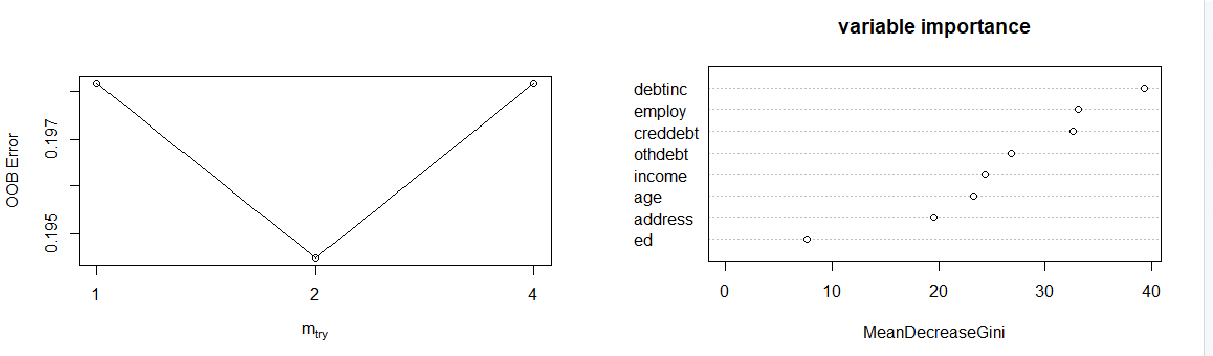 OOB Error
0.197
0.195
1
2
4
mtry
variable importance
debtinc
employ
creddebt
othdebt
income
age
address
ed
0
10
20
30
40
MeanDecreaseGini